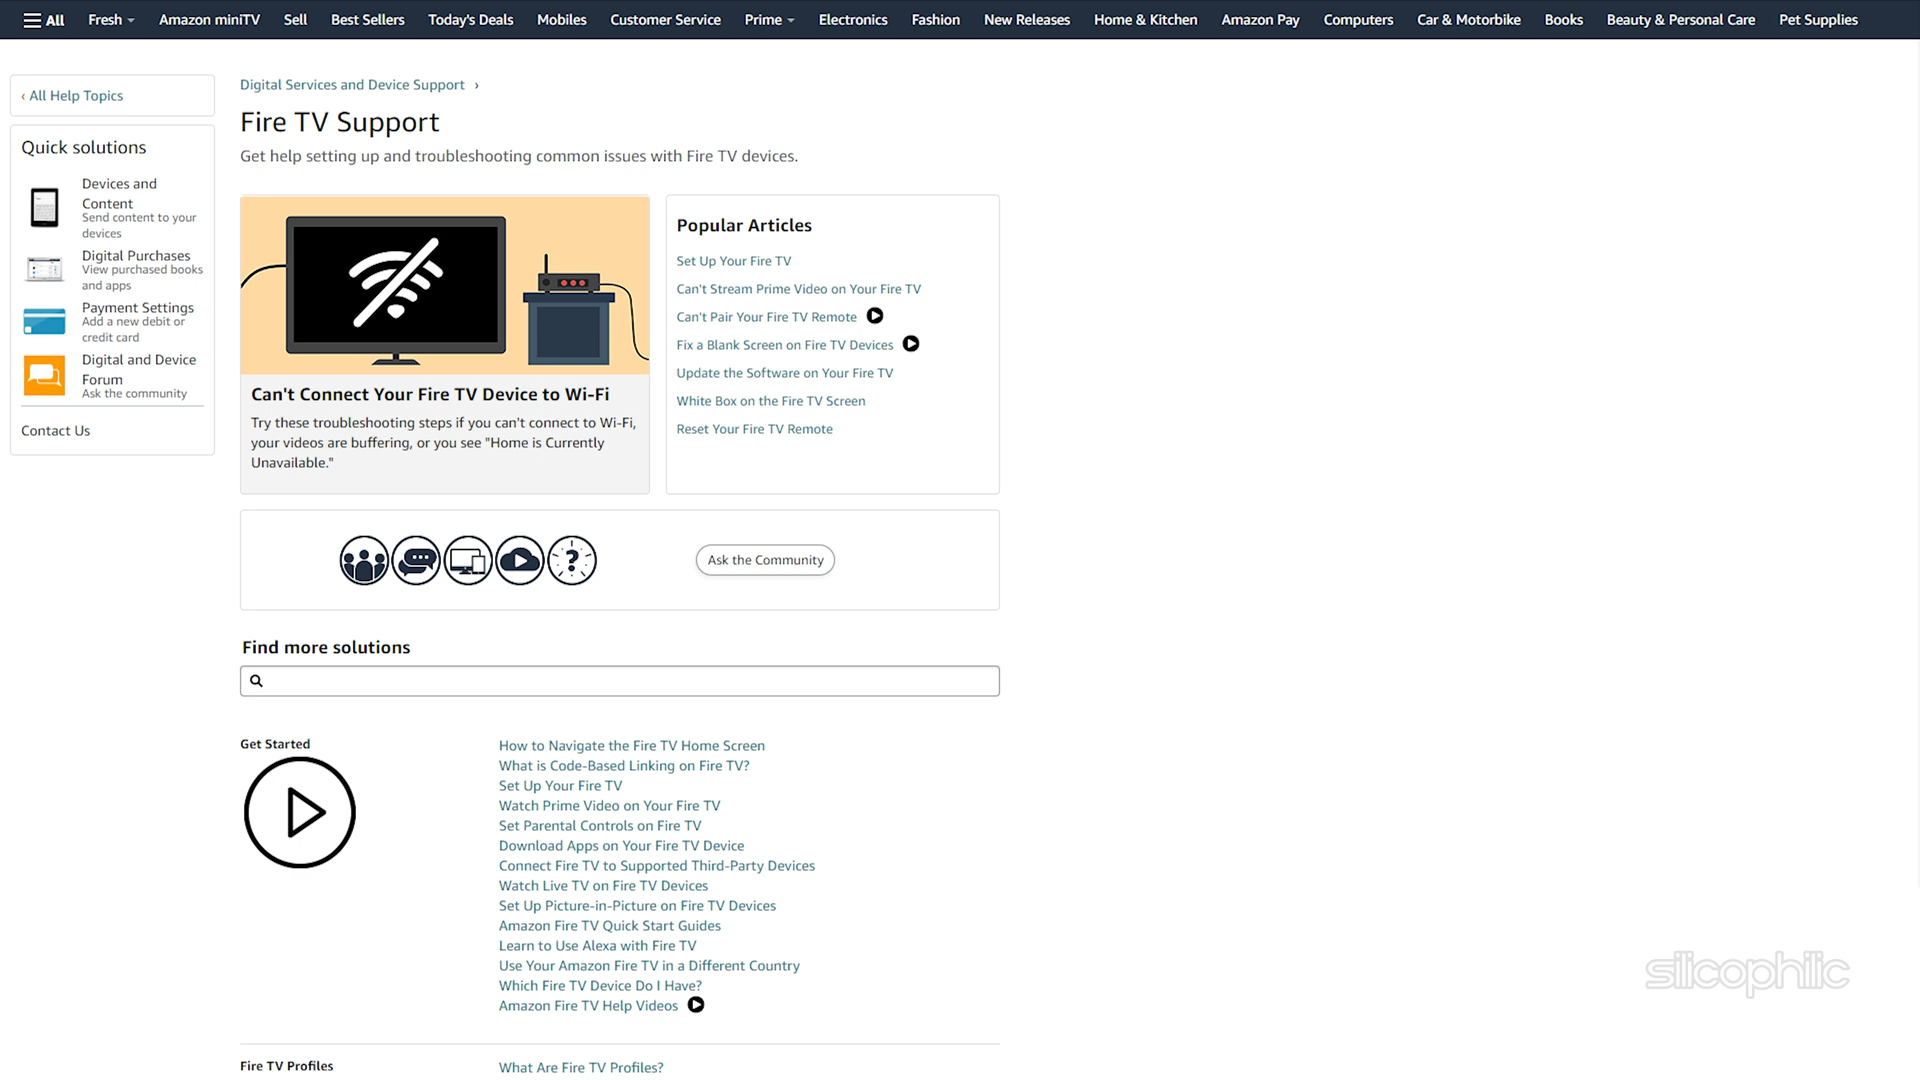 All
Fresh
Amazon miniTV
Sell
Best Sellers
Today's Deals
Mobiles
Customer Service
Prime
Electronics
Fashion
New Releases
Home & Kitchen
Amazon Pay
Computers
Car & Motorbike
Books
Beauty & Personal Care
Pet Supplies
‹ All Help Topics
Quick solutions
Devices and
Content
Send content to your
devices
Digital Purchases
View purchased books
and apps
Payment Settings
Add a new debit or
credit card
Digital and Device
Forum
Ask the community
Contact Us
Digital Services and Device Support ›
Fire TV Support
Get help setting up and troubleshooting common issues with Fire TV devices.
Can't Connect Your Fire TV Device to Wi-Fi
Try these troubleshooting steps if you can't connect to Wi-Fi,
your videos are buffering, or you see "Home is Currently
Unavailable."
Popular Articles
Set Up Your Fire TV
Can't Stream Prime Video on Your Fire TV
Can't Pair Your Fire TV Remote
Fix a Blank Screen on Fire TV Devices
Update the Software on Your Fire TV
White Box on the Fire TV Screen
Reset Your Fire TV Remote
?
Ask the Community
Find more solutions
Get Started
How to Navigate the Fire TV Home Screen
What is Code-Based Linking on Fire TV?
Set Up Your Fire TV
Watch Prime Video on Your Fire TV
Set Parental Controls on Fire TV
Download Apps on Your Fire TV Device
Connect Fire TV to Supported Third-Party Devices
Watch Live TV on Fire TV Devices
Set Up Picture-in-Picture on Fire TV Devices
Amazon Fire TV Quick Start Guides
Learn to Use Alexa with Fire TV
Use Your Amazon Fire TV in a Different Country
Which Fire TV Device Do I Have?
Amazon Fire TV Help Videos
Fire TV Profiles
What Are Fire TV Profiles?
silicophilic